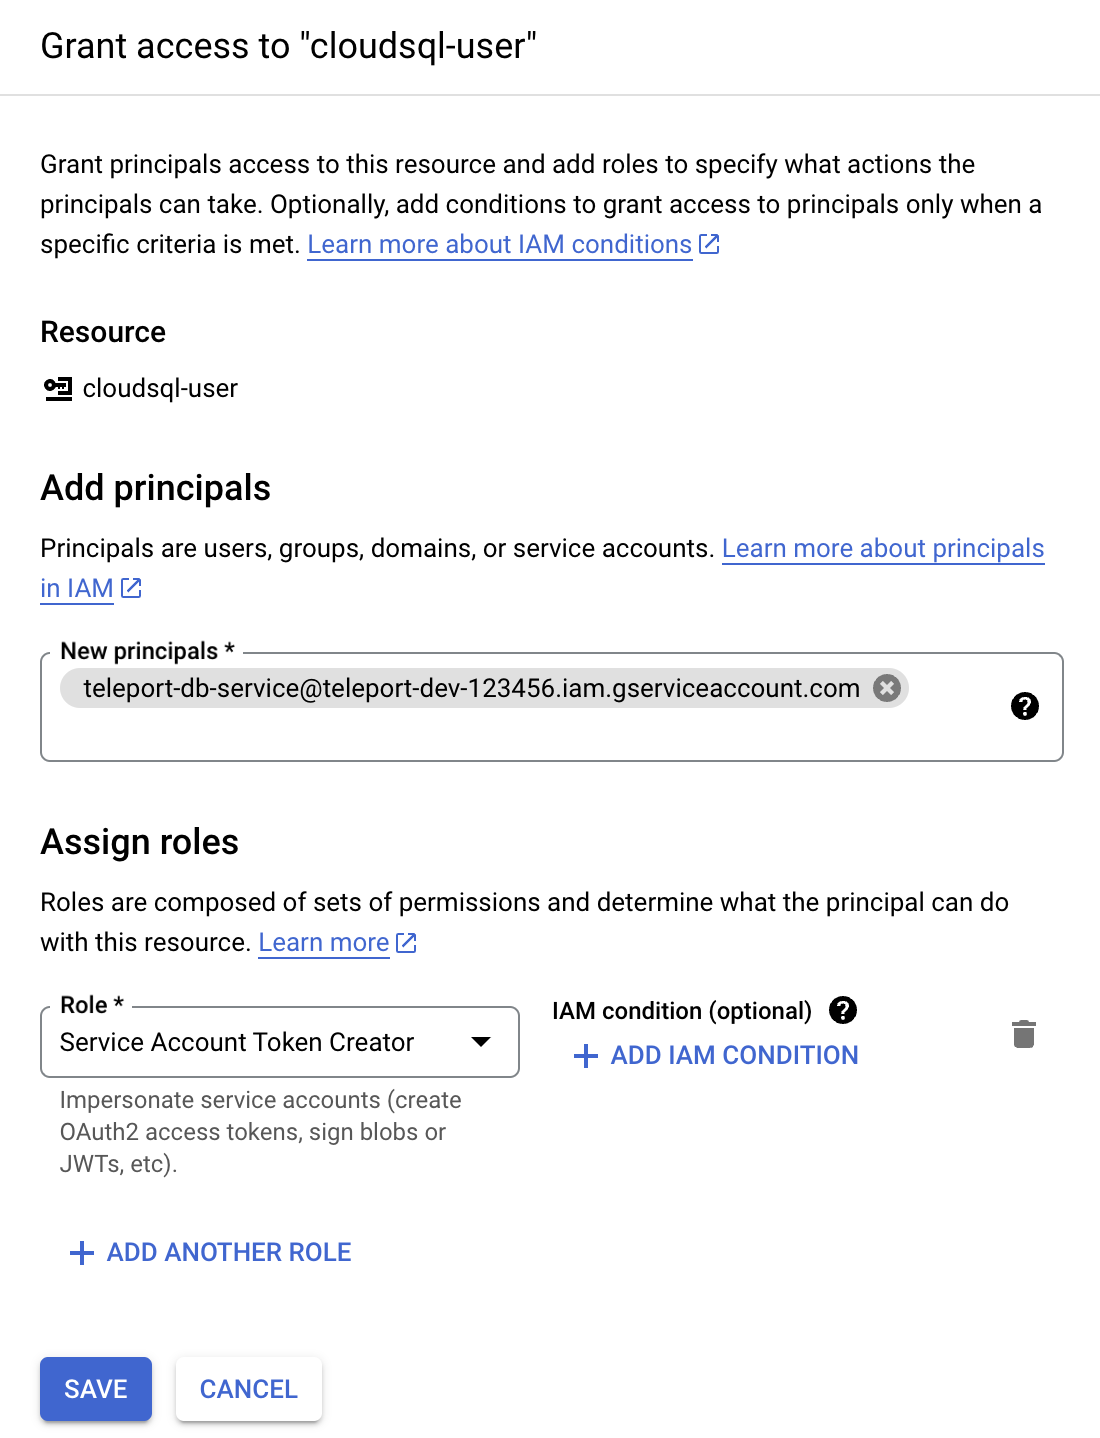 Grant access to "cloudsql-user"
Grant principals access to this resource and add roles to specify what actions the
principals can take. Optionally, add conditions to grant access to principals only when a
specific criteria is met. Learn more about IAM conditions
Resource
cloudsql-user
Add principals
Principals are users, groups, domains, or service accounts. Learn more about principals
in IAM
New principals *
teleport-db-service@teleport-dev-123456.iam.gserviceaccount.com
Assign roles
Roles are composed of sets of permissions and determine what the principal can do
with this resource. Learn more
Role *
Service Account Token Creator
Impersonate service accounts (create
OAuth2 access tokens, sign blobs or
JWTs, etc).
IAM condition (optional)
ADD IAM CONDITION
ADD ANOTHER ROLE
SAVE
CANCEL